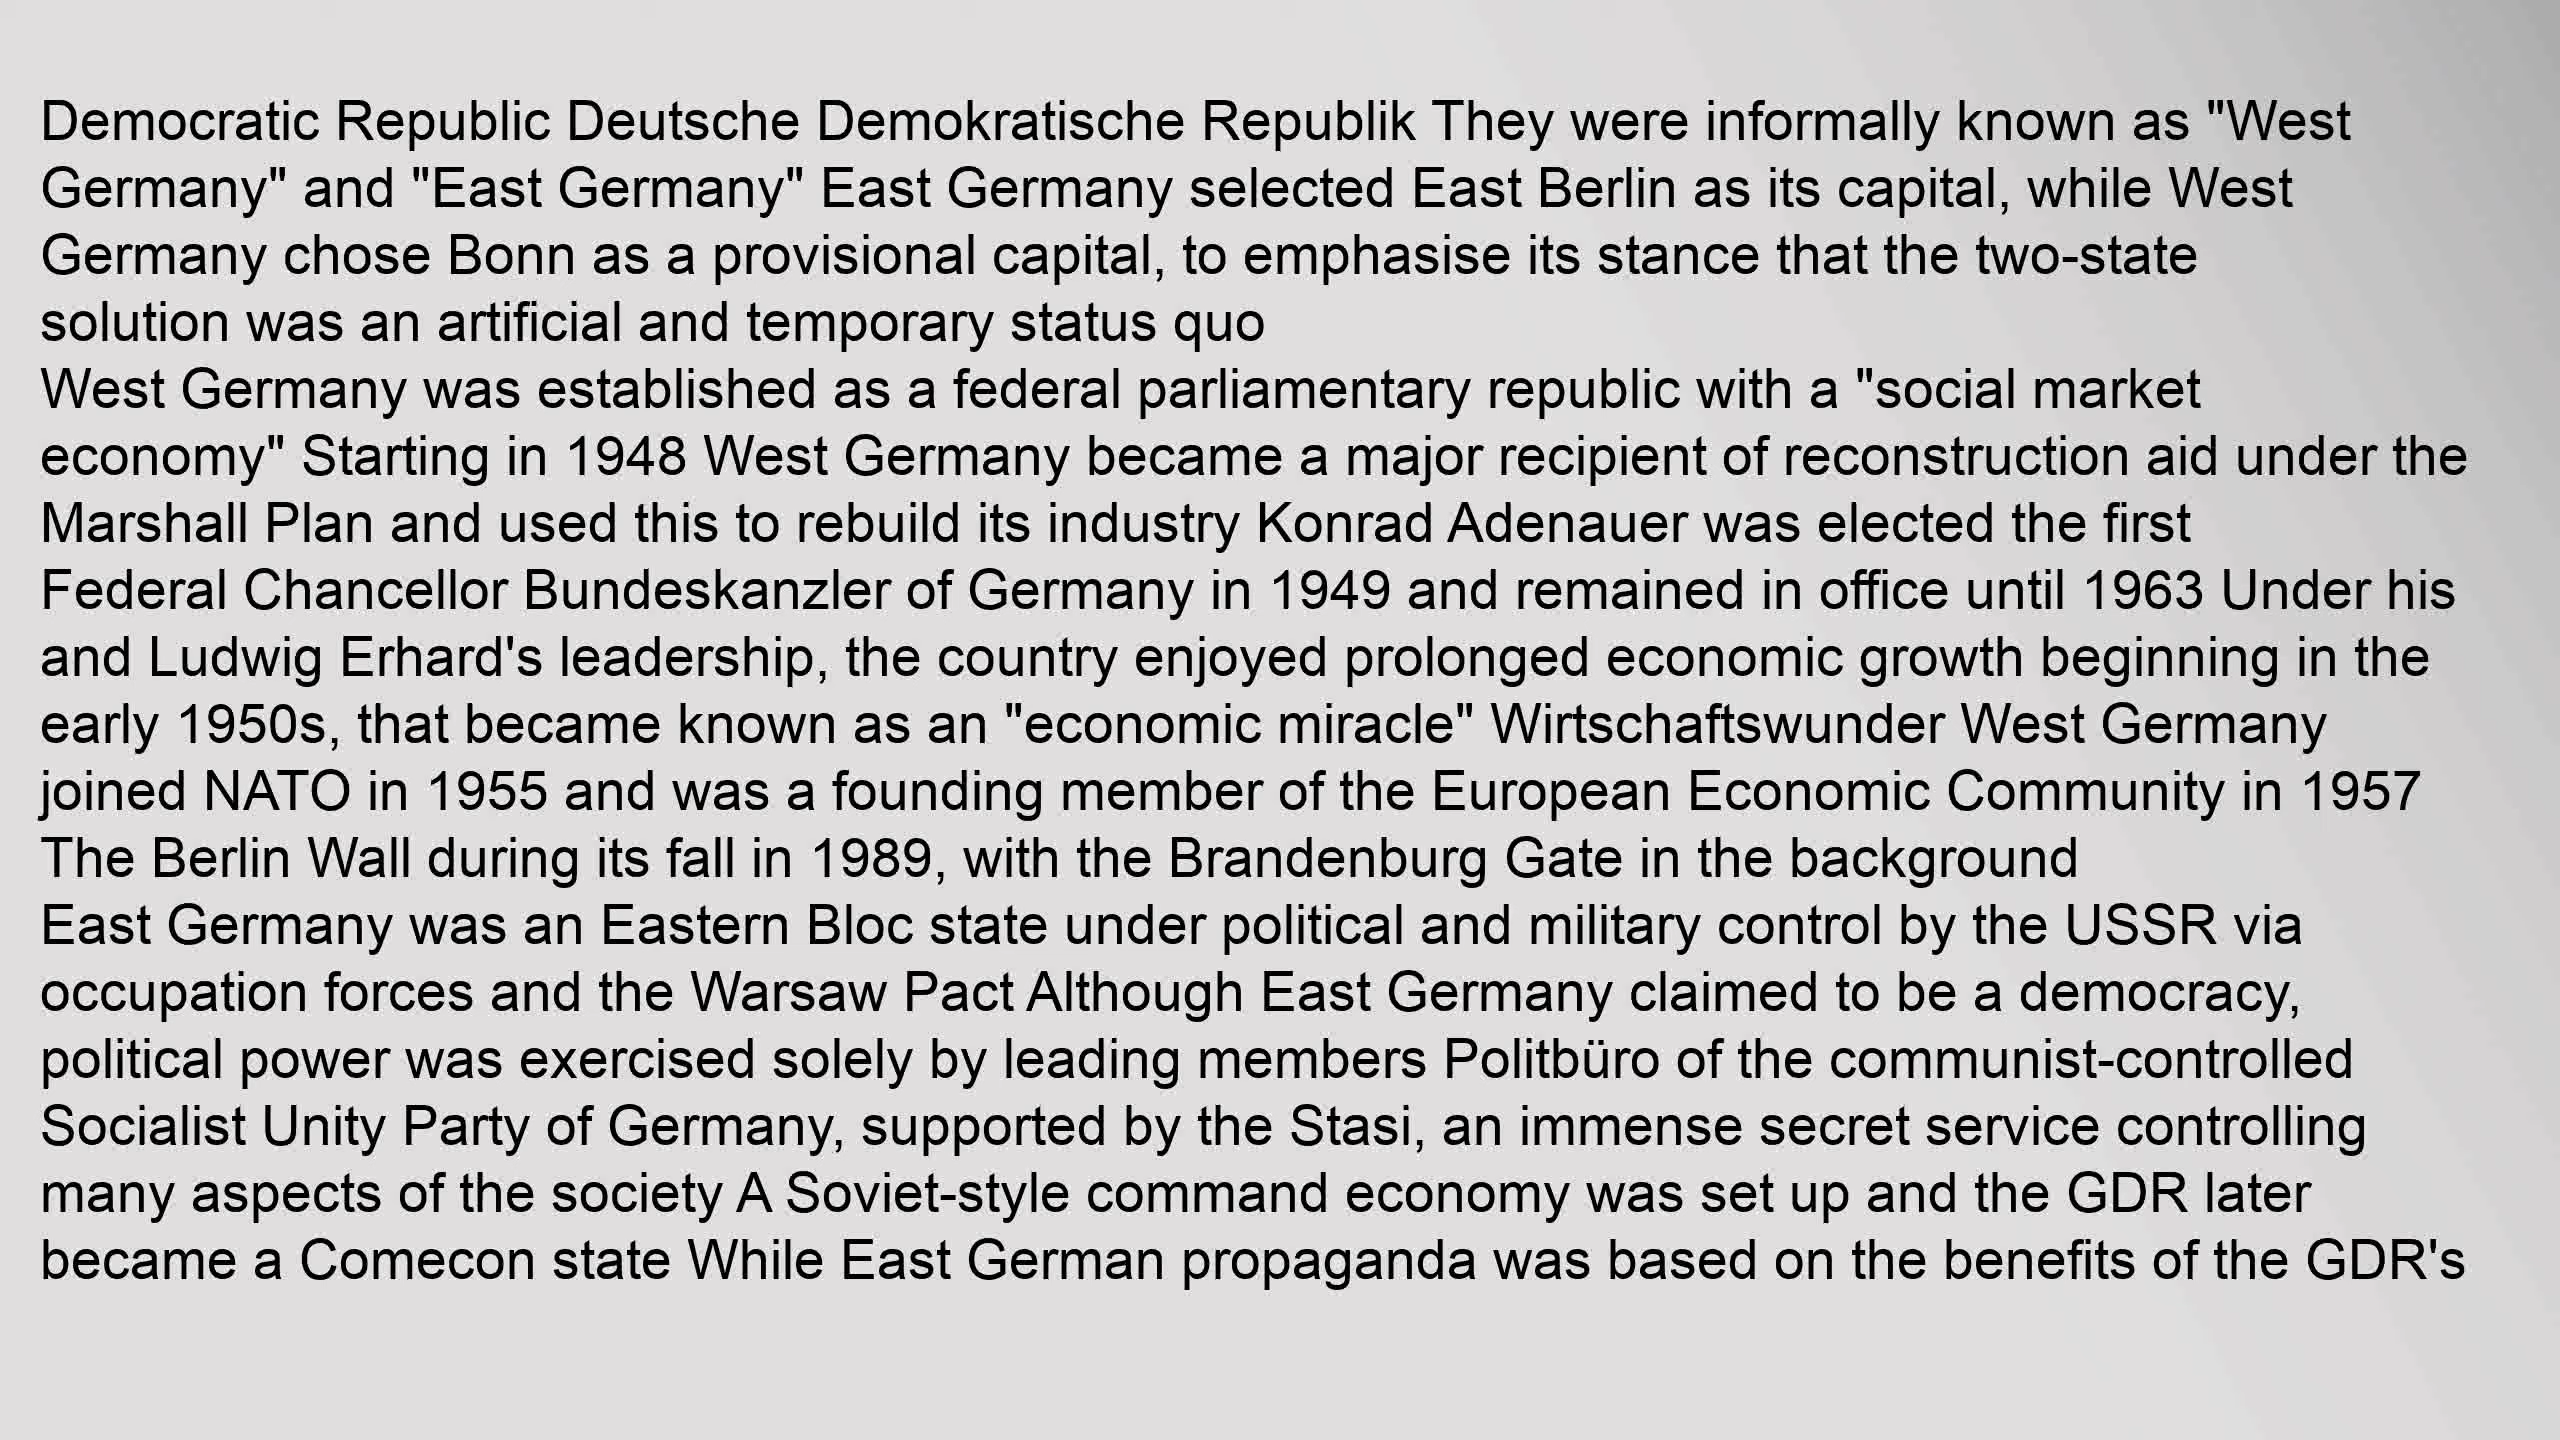 Democratic Republic Deutsche Demokratische Republik They were informally known as "West
Germany" and "East Germany" East Germany selected East Berlin as its capital, while West
Germany chose Bonn as a provisional capital, to emphasise its stance that the two-state
solution was an artificial and temporary status quo
West Germany was established as a federal parliamentary republic with a "social market
economy" Starting in 1948 West Germany became a major recipient of reconstruction aid under the
Marshall Plan and used this to rebuild its industry Konrad Adenauer was elected the first
Federal Chancellor Bundeskanzler of Germany in 1949 and remained in office until 1963 Under his
and Ludwig Erhard's leadership, the country enjoyed prolonged economic growth beginning in the
early 1950s, that became known as an "economic miracle" Wirtschaftswunder West Germany
joined NATO in 1955 and was a founding member of the European Economic Community in 1957
The Berlin Wall during its fall in 1989, with the Brandenburg Gate in the background
East Germany was an Eastern Bloc state under political and military control by the USSR via
occupation forces and the Warsaw Pact Although East Germany claimed to be a democracy,
political power was exercised solely by leading members Politbüro of the communist-controlled
Socialist Unity Party of Germany, supported by the Stasi, an immense secret service controlling
many aspects of the society A Soviet-style command economy was set up and the GDR later
became a Comecon state While East German propaganda was based on the benefits of the GDR's